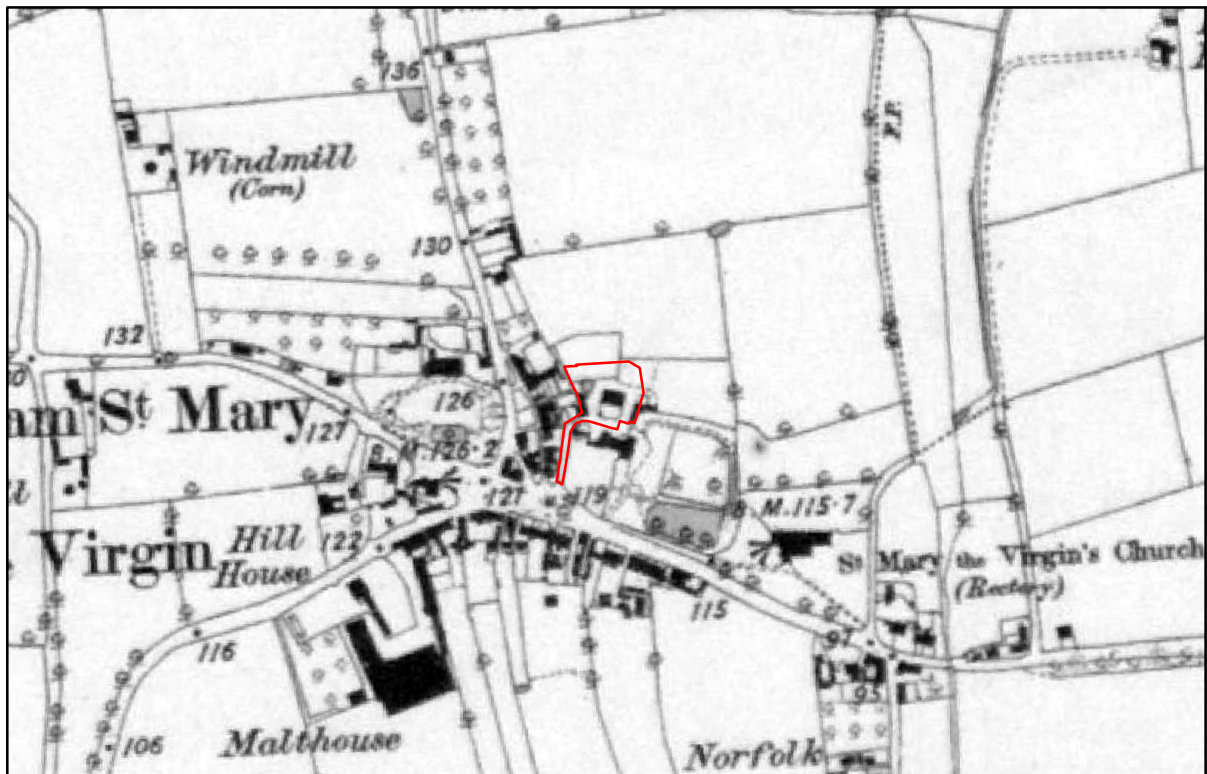 136
Windmill
(Corn)
F.P.
130
132
am St Mary
127
126
B. M. 126·2
127
119
B. M. 115·7
Virgin
Hill
House
122
St Mary the Virgin's Church
(Rectory)
115
97
116
95
106
Malthouse
Norfolk